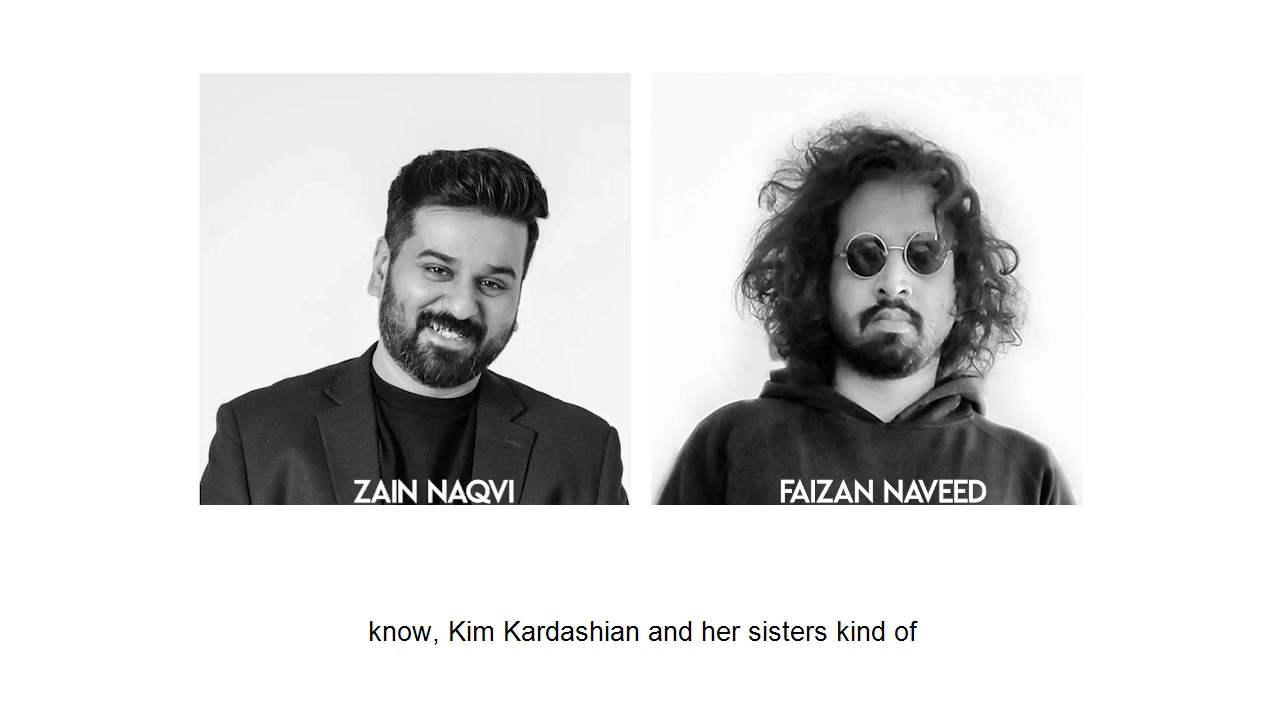 ZAIN NAQVI
FAIZAN NAVEED
know, Kim Kardashian and her sisters kind of